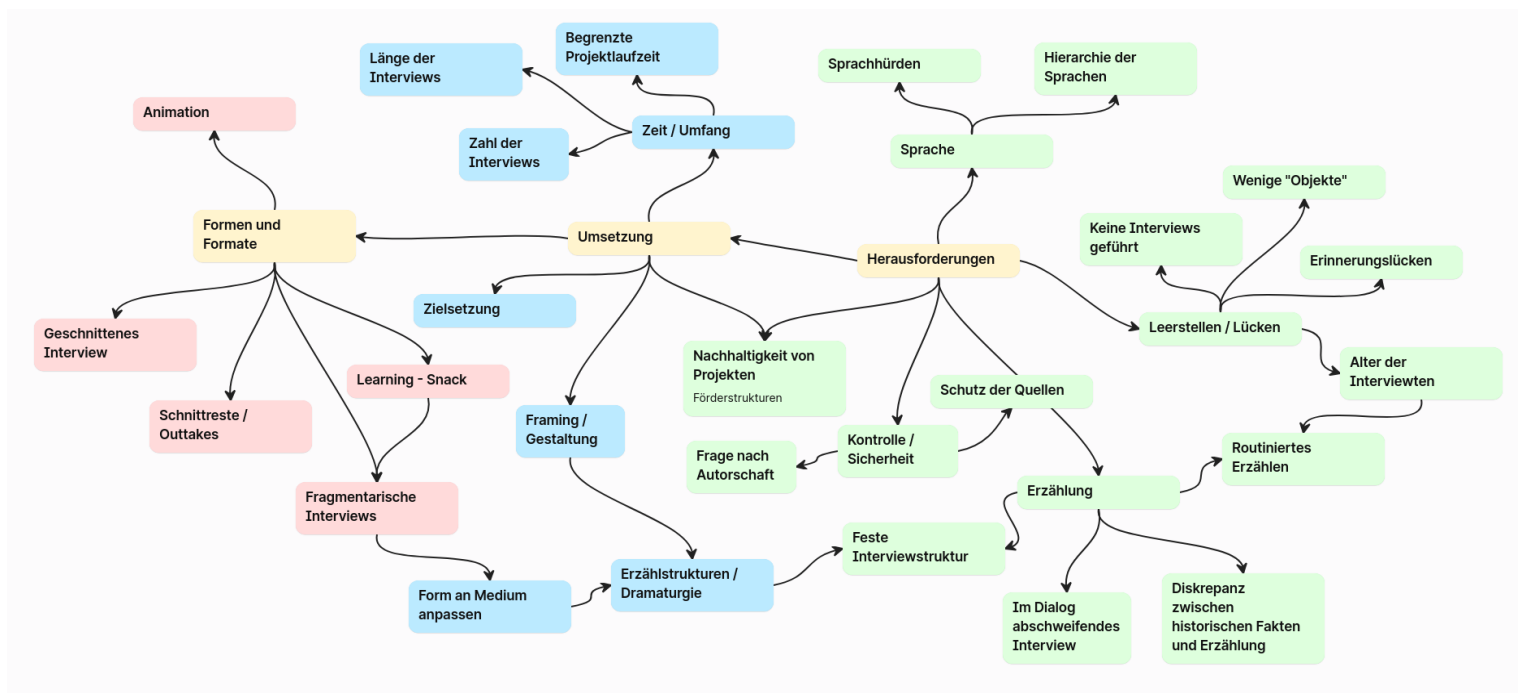 Begrenzte
Projektlaufzeit
Länge der
Interviews
Sprachhürden
Hierarchie der
Sprachen
Animation
Zeit / Umfang
Zahl der
Interviews
Sprache
Wenige "Objekte"
Formen und
Formate
Umsetzung
Keine Interviews
geführt
Herausforderungen
Erinnerungslücken
Zielsetzung
Leerstellen / Lücken
Geschnittenes
Interview
Nachhaltigkeit von
Projekten
Förderstrukturen
Alter der
Interviewten
Learning - Snack
Schutz der Quellen
Schnittreste /
Outtakes
Framing /
Gestaltung
Kontrolle /
Sicherheit
Frage nach
Autorschaft
Routiniertes
Erzählen
Fragmentarische
Interviews
Erzählung
Feste
Interviewstruktur
Erzählstrukturen /
Dramaturgie
Form an Medium
anpassen
Im Dialog
abschweifendes
Interview
Diskrepanz
zwischen
historischen Fakten
und Erzählung